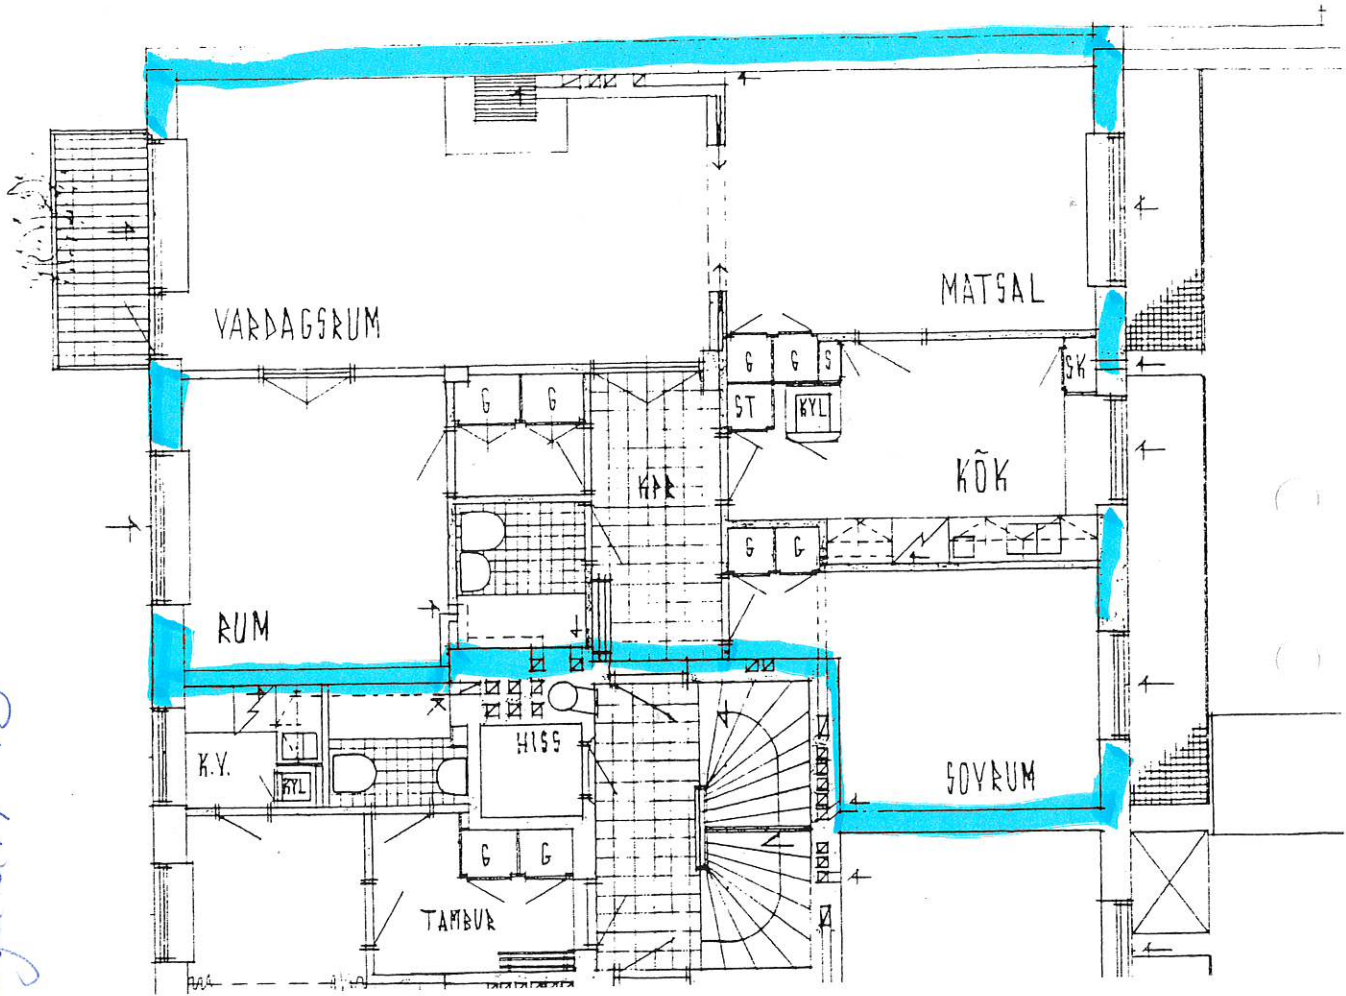 MATSAL
VARDAGSRUM
G G S
SK
G G
ST
KYL
KÖK
KPR
G G
RUM
HISS
K.V.
KYL
SOVRUM
G G
TAMBUR